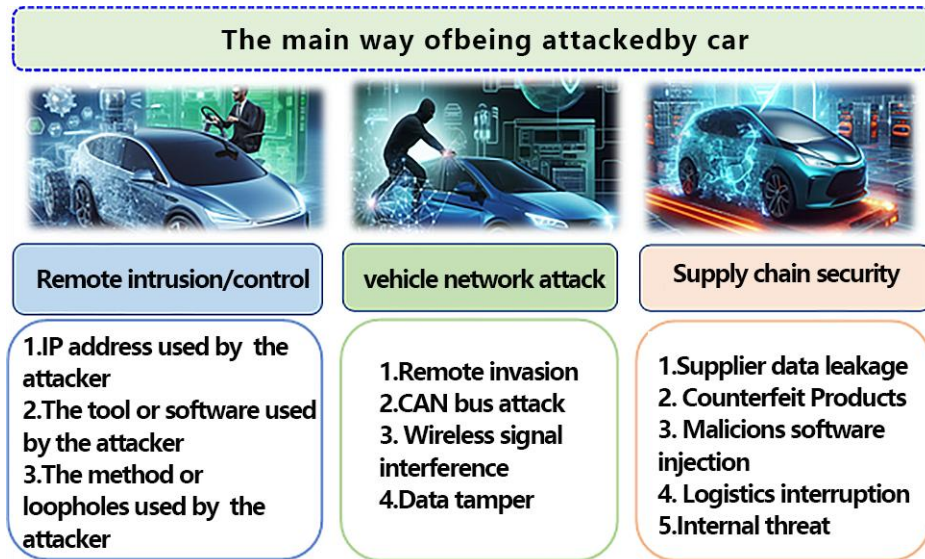 The main way ofbeing attackedby car
Remote intrusion/control
1.IP address used by the
attacker
2.The tool or software used
by the attacker
3.The method or
loopholes used by the
attacker
vehicle network attack
1.Remote invasion
2.CAN bus attack
3. Wireless signal
interference
4.Data tamper
Supply chain security
1.Supplier data leakage
2. Counterfeit Products
3. Malicions software
injection
4. Logistics interruption
5.Internal threat